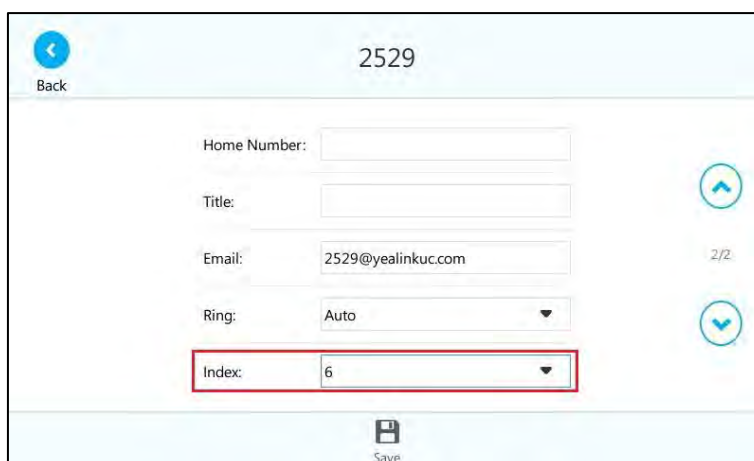 2529
Back
Home Number:
Title:
Email: 2529@yealinkuc.com
2/2
Ring: Auto
Index: 6
Save